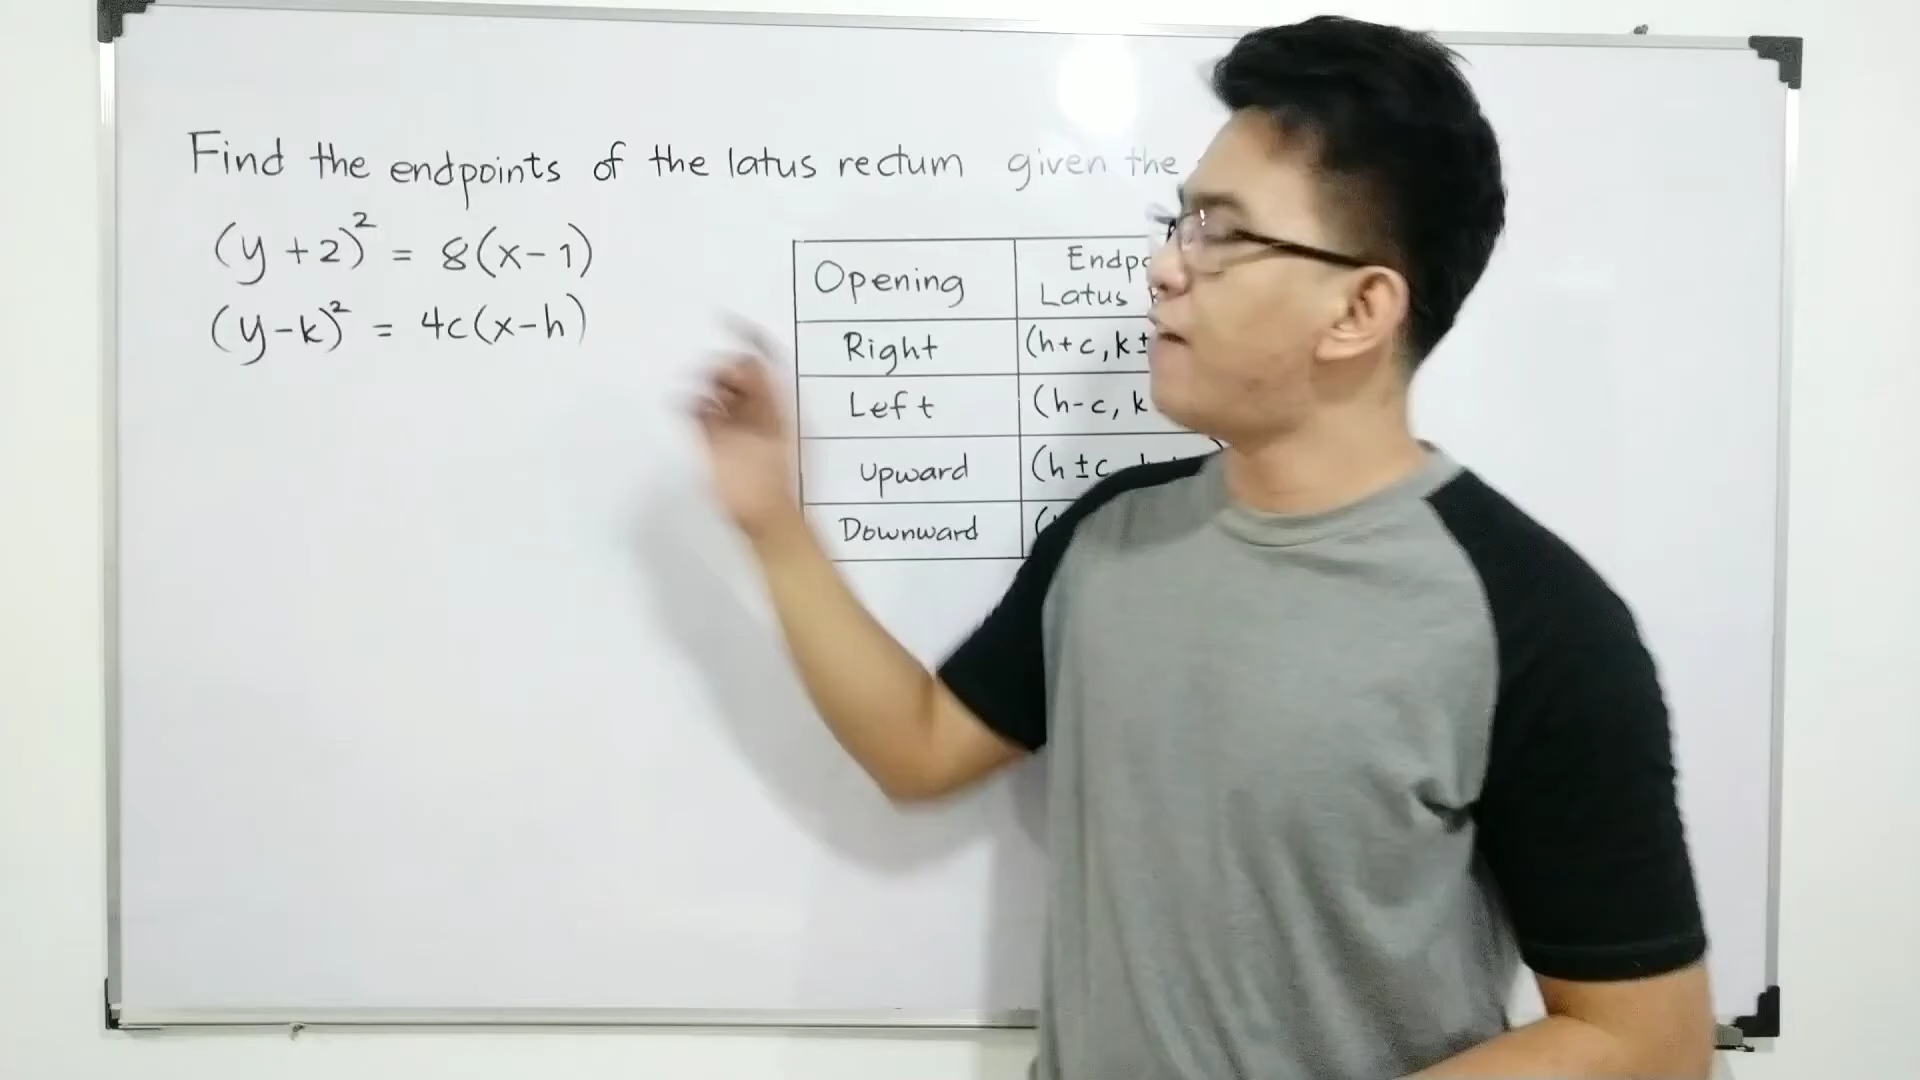 Find the endpoints of the latus rectum given the
(y + 2)² = 8(x - 1)
(y - k)² = 4c(x - h)
Opening
Latus
Right
(h+c, k±
Left
(h-c, k
Upward
(h ± c
Downward